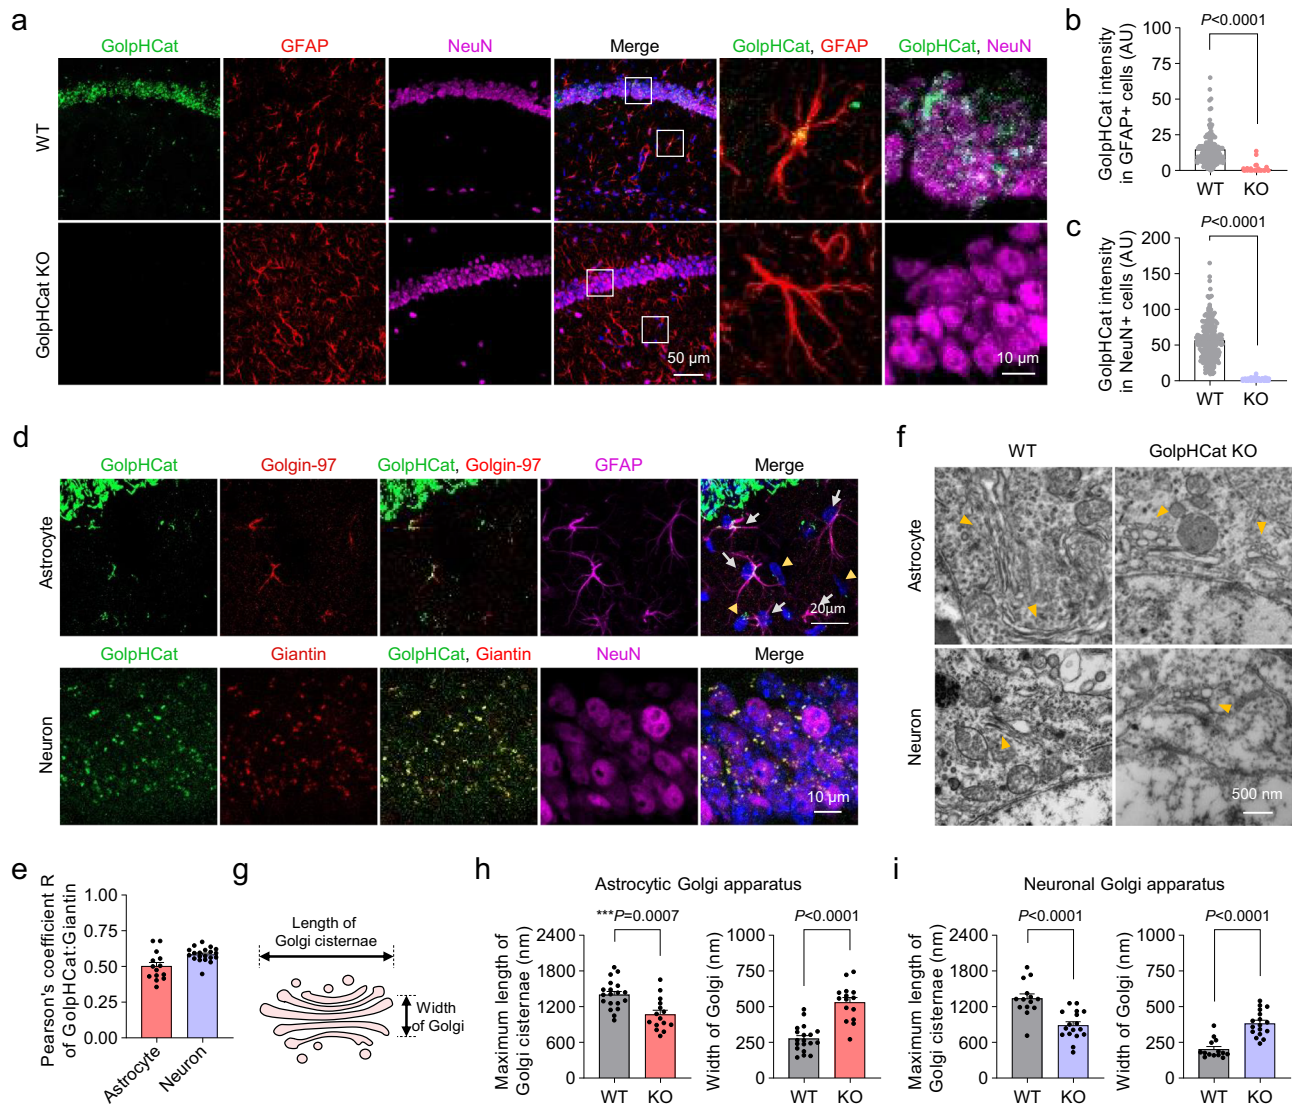 a
GolpHCat
GFAP
NeuN
Merge
GolpHCat, GFAP
GolpHCat, NeuN
WT
GolpHCat KO
50 µm
10 µm
b
P<0.0001
GolpHCat intensity
in GFAP+ cells (AU)
100
75
50
25
0
WT
KO
c
P<0.0001
GolpHCat intensity
in NeuN+ cells (AU)
200
150
100
50
0
WT
KO
d
GolpHCat
Golgin-97
GolpHCat, Golgin-97
GFAP
Merge
Astrocyte
20µm
GolpHCat
Giantin
GolpHCat, Giantin
NeuN
Merge
Neuron
10 µm
f
WT
GolpHCat KO
Astrocyte
Neuron
500 nm
e
Pearson's coefficient R
of GolpHCat:Giantin
1.00
0.75
0.50
0.25
0.00
Astrocyte
Neuron
g
Length of
Golgi cisternae
Width
of Golgi
h
Astrocytic Golgi apparatus
***P=0.0007
Maximum length of
Golgi cisternae (nm)
2400
1800
1200
600
0
WT
KO
P<0.0001
Width of Golgi (nm)
1000
750
500
250
0
WT
KO
i
Neuronal Golgi apparatus
P<0.0001
Maximum length of
Golgi cisternae (nm)
2400
1800
1200
600
0
WT
KO
P<0.0001
Width of Golgi (nm)
1000
750
500
250
0
WT
KO